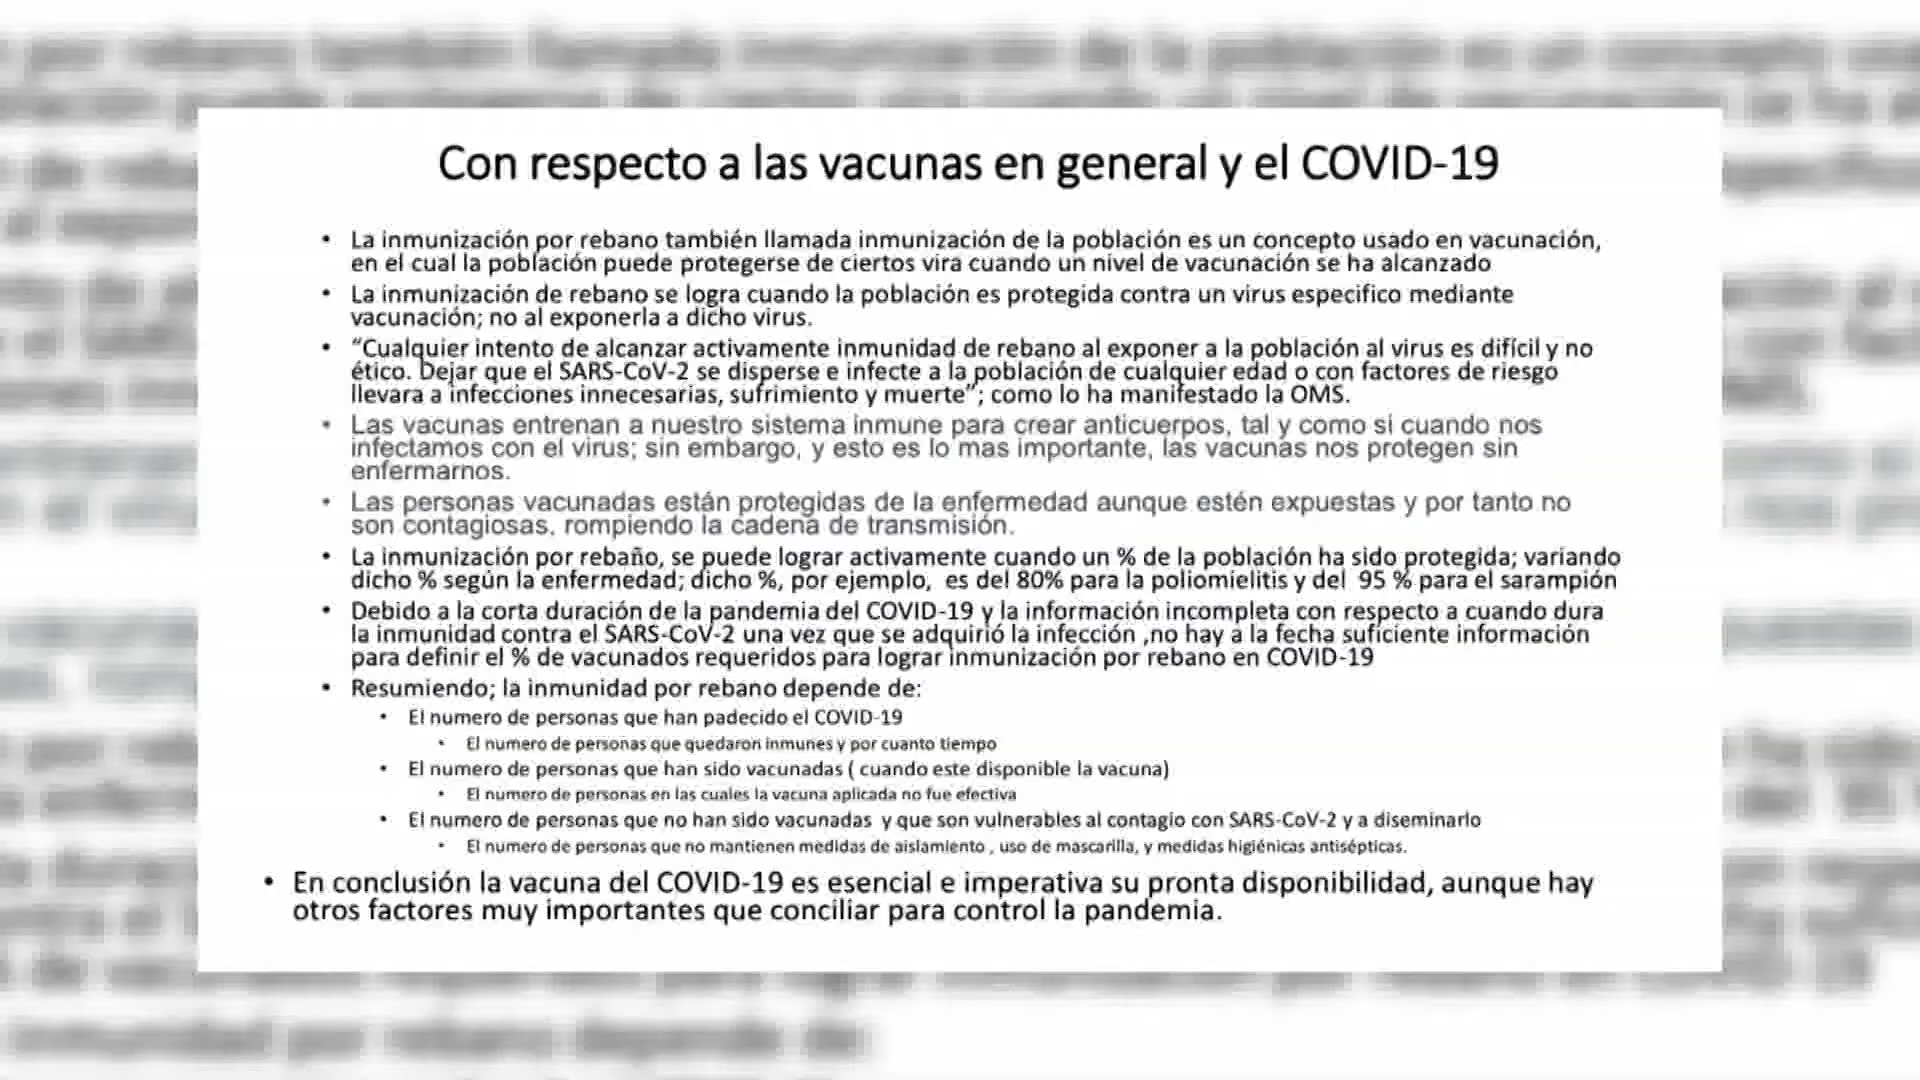 Con respecto a las vacunas en general y el COVID-19
• La inmunización por rebano también llamada inmunización de la población es un concepto usado en vacunación,
en el cual la población puede protegerse de ciertos vira cuando un nivel de vacunación se ha alcanzado
• La inmunización de rebano se logra cuando la población es protegida contra un virus especifico mediante
vacunación; no al exponerla a dicho virus.
• “Cualquier intento de alcanzar activamente inmunidad de rebano al exponer a la población al virus es difícil y no
ético. Dejar que el SARS-CoV-2 se disperse e infecte a la población de cualquier edad o con factores de riesgo
llevara a infecciones innecesarias, sufrimiento y muerte”; como lo ha manifestado la OMS.
• Las vacunas entrenan a nuestro sistema inmune para crear anticuerpos, tal y como si cuando nos
infectamos con el virus; sin embargo, y esto es lo mas importante, las vacunas nos protegen sin
enfermarnos.
• Las personas vacunadas están protegidas de la enfermedad aunque estén expuestas y por tanto no
son contagiosas, rompiendo la cadena de transmisión.
• La inmunización por rebaño, se puede lograr activamente cuando un % de la población ha sido protegida; variando
dicho % según la enfermedad; dicho %, por ejemplo, es del 80% para la poliomielitis y del 95 % para el sarampión
• Debido a la corta duración de la pandemia del COVID-19 y la información incompleta con respecto a cuando dura
la inmunidad contra el SARS-CoV-2 una vez que se adquirió la infección ,no hay a la fecha suficiente información
para definir el % de vacunados requeridos para lograr inmunización por rebano en COVID-19
• Resumiendo; la inmunidad por rebano depende de:
• El numero de personas que han padecido el COVID-19
• El numero de personas que quedaron inmunes y por cuanto tiempo
• El numero de personas que han sido vacunadas ( cuando este disponible la vacuna)
• El numero de personas en las cuales la vacuna aplicada no fue efectiva
• El numero de personas que no han sido vacunadas y que son vulnerables al contagio con SARS-CoV-2 y a diseminarlo
• El numero de personas que no mantienen medidas de aislamiento , uso de mascarilla, y medidas higiénicas antisépticas.
• En conclusión la vacuna del COVID-19 es esencial e imperativa su pronta disponibilidad, aunque hay
otros factores muy importantes que conciliar para control la pandemia.